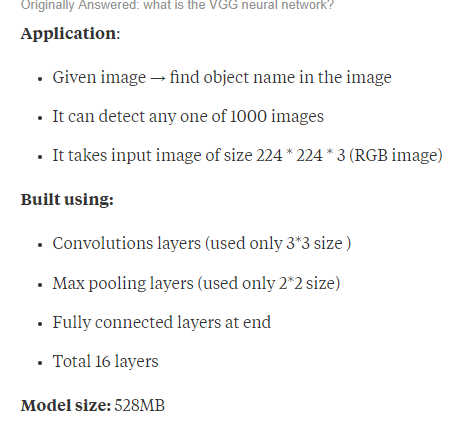 Originally Answered: what is the VGG neural network?
Application:
• Given image → find object name in the image
• It can detect any one of 1000 images
• It takes input image of size 224 * 224 * 3 (RGB image)
Built using:
• Convolutions layers (used only 3*3 size )
• Max pooling layers (used only 2*2 size)
• Fully connected layers at end
• Total 16 layers
Model size: 528MB